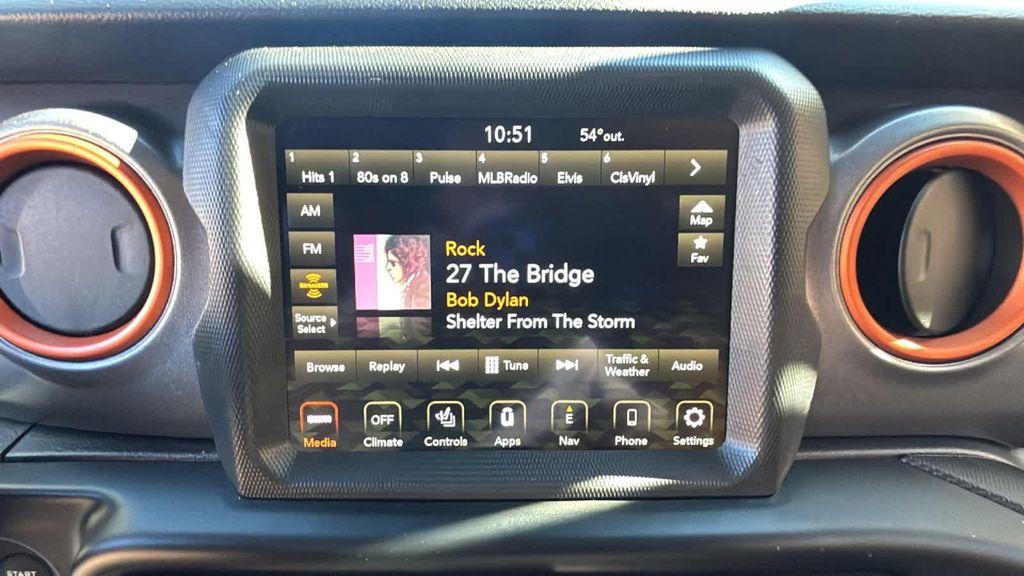 10:51 54°out.
1 2 3 4 5 6
Hits 1 80s on 8 Pulse MLBRadio Elvis ClsVinyl
AM
Map
FM
Fav
SiriusXM
Source
Select
Rock
27 The Bridge
Bob Dylan
Shelter From The Storm
Browse Replay Tune Traffic &
Weather Audio
OFF E
Media Climate Controls Apps Nav Phone Settings
START